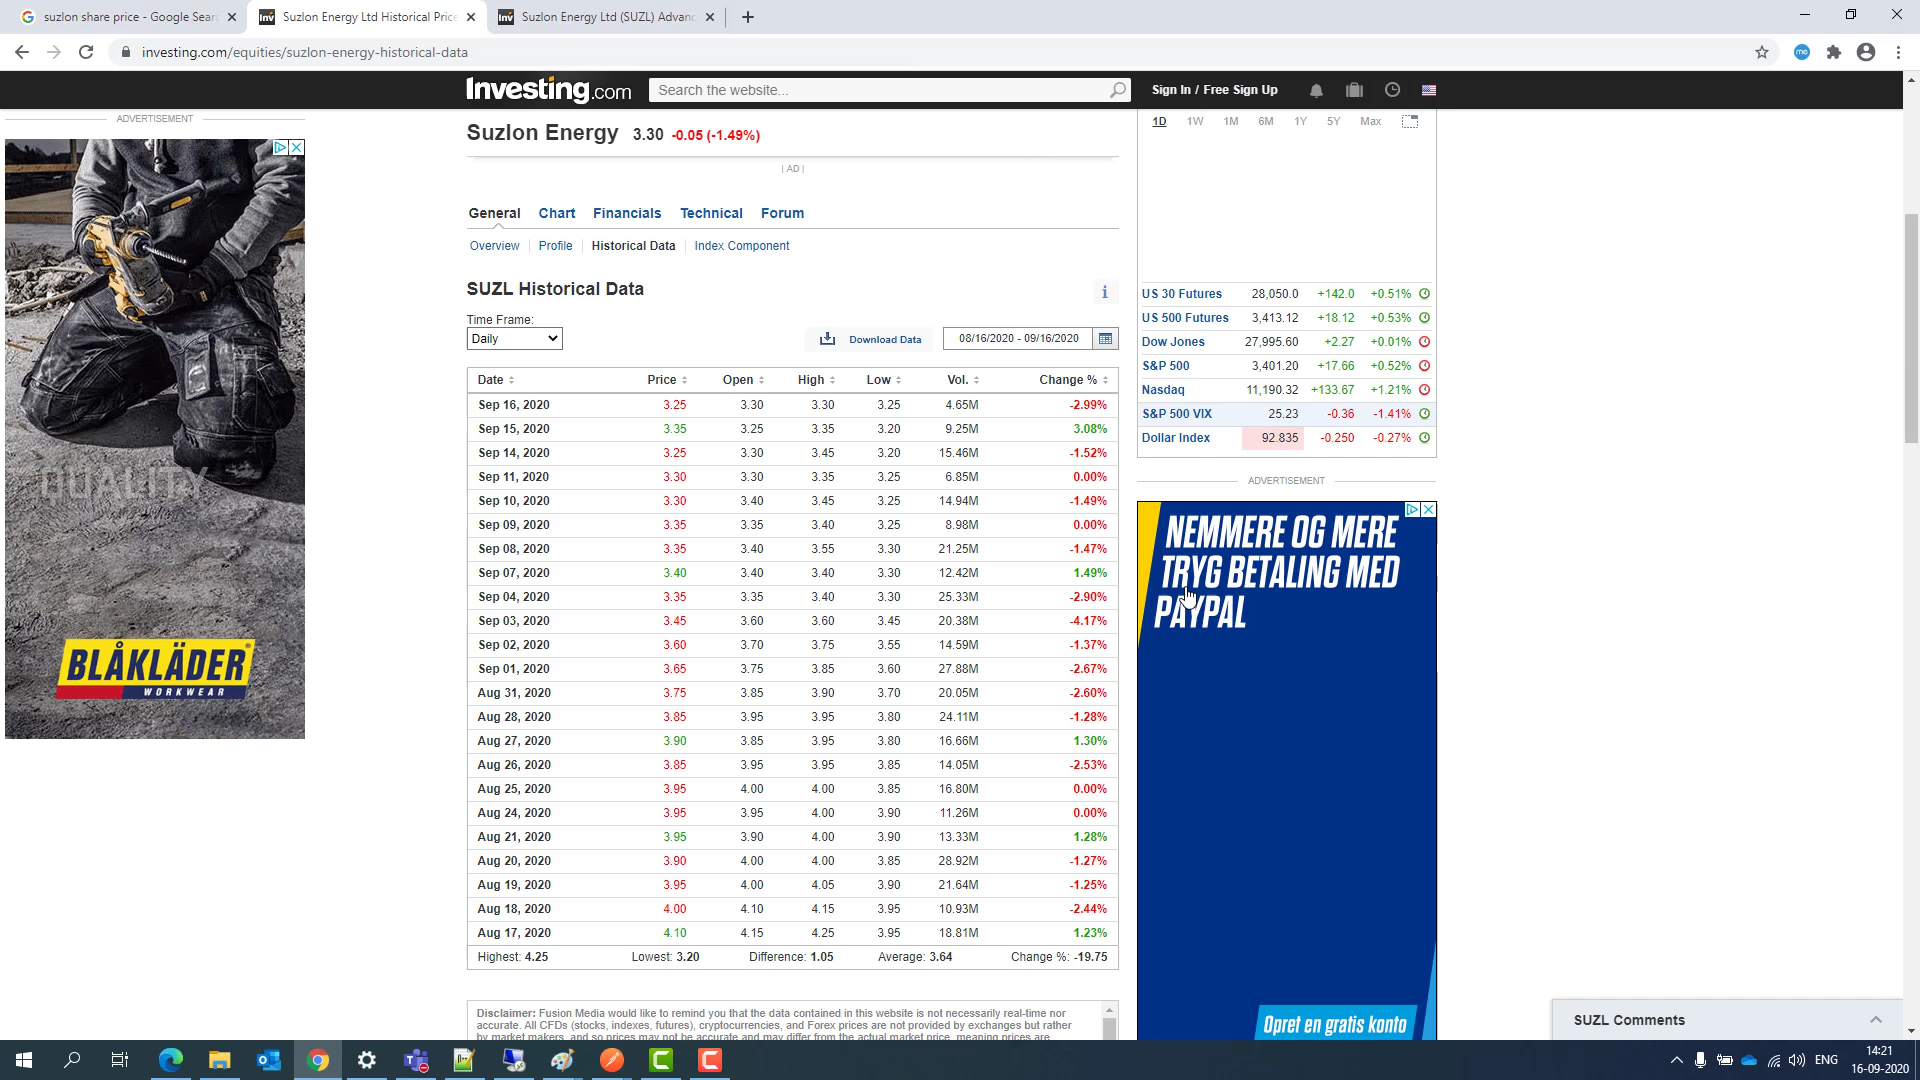 suzlon share price - Google Sear
Suzlon Energy Ltd Historical Price
Suzlon Energy Ltd (SUZL) Advanc
investing.com/equities/suzlon-energy-historical-data
Investing.com
Search the website...
Sign In / Free Sign Up
ADVERTISEMENT
QUALITY
BLÅKLÄDER®
WORKWEAR
Suzlon Energy 3.30 -0.05 (-1.49%)
| AD |
General Chart Financials Technical Forum
Overview Profile Historical Data Index Component
SUZL Historical Data
Time Frame:
Daily
Download Data
08/16/2020 - 09/16/2020
Date Price Open High Low Vol. Change %
Sep 16, 2020 3.25 3.30 3.30 3.25 4.65M -2.99%
Sep 15, 2020 3.35 3.25 3.35 3.20 9.25M 3.08%
Sep 14, 2020 3.25 3.30 3.45 3.20 15.46M -1.52%
Sep 11, 2020 3.30 3.30 3.35 3.25 6.85M 0.00%
Sep 10, 2020 3.30 3.40 3.45 3.25 14.94M -1.49%
Sep 09, 2020 3.35 3.35 3.40 3.25 8.98M 0.00%
Sep 08, 2020 3.35 3.40 3.55 3.30 21.25M -1.47%
Sep 07, 2020 3.40 3.40 3.40 3.30 12.42M 1.49%
Sep 04, 2020 3.35 3.35 3.40 3.30 25.33M -2.90%
Sep 03, 2020 3.45 3.60 3.60 3.45 20.38M -4.17%
Sep 02, 2020 3.60 3.70 3.75 3.55 14.59M -1.37%
Sep 01, 2020 3.65 3.75 3.85 3.60 27.88M -2.67%
Aug 31, 2020 3.75 3.85 3.90 3.70 20.05M -2.60%
Aug 28, 2020 3.85 3.95 3.95 3.80 24.11M -1.28%
Aug 27, 2020 3.90 3.85 3.95 3.80 16.66M 1.30%
Aug 26, 2020 3.85 3.95 3.95 3.85 14.05M -2.53%
Aug 25, 2020 3.95 4.00 4.00 3.85 16.80M 0.00%
Aug 24, 2020 3.95 3.95 4.00 3.90 11.26M 0.00%
Aug 21, 2020 3.95 3.90 4.00 3.90 13.33M 1.28%
Aug 20, 2020 3.90 4.00 4.00 3.85 28.92M -1.27%
Aug 19, 2020 3.95 4.00 4.05 3.90 21.64M -1.25%
Aug 18, 2020 4.00 4.10 4.15 3.95 10.93M -2.44%
Aug 17, 2020 4.10 4.15 4.25 3.95 18.81M 1.23%
Highest: 4.25 Lowest: 3.20 Difference: 1.05 Average: 3.64 Change %: -19.75
Disclaimer: Fusion Media would like to remind you that the data contained in this website is not necessarily real-time nor
accurate. All CFDs (stocks, indexes, futures), cryptocurrencies, and Forex prices are not provided by exchanges but rather
by market makers, and so prices may not be accurate and may differ from the actual market price, meaning prices are
1D 1W 1M 6M 1Y 5Y Max
US 30 Futures 28,050.0 +142.0 +0.51%
US 500 Futures 3,413.12 +18.12 +0.53%
Dow Jones 27,995.60 +2.27 +0.01%
S&P 500 3,401.20 +17.66 +0.52%
Nasdaq 11,190.32 +133.67 +1.21%
S&P 500 VIX 25.23 -0.36 -1.41%
Dollar Index 92.835 -0.250 -0.27%
ADVERTISEMENT
NEMMERE OG MERE
TRYG BETALING MED
PAYPAL
Opret en gratis konto
SUZL Comments
ENG
14:21
16-09-2020